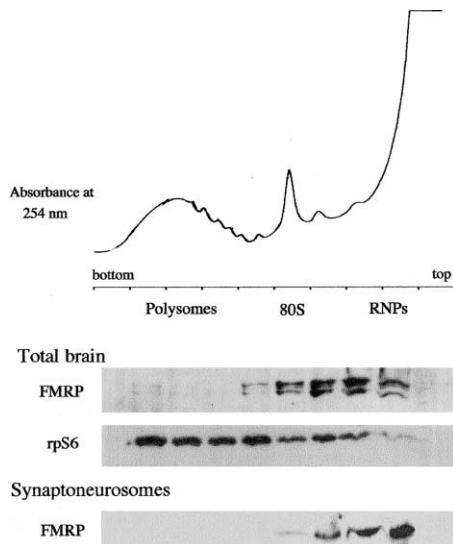 Absorbance at
254 nm
bottom top
Polysomes 80S RNPs
Total brain
FMRP
rpS6
Synaptoneurosomes
FMRP